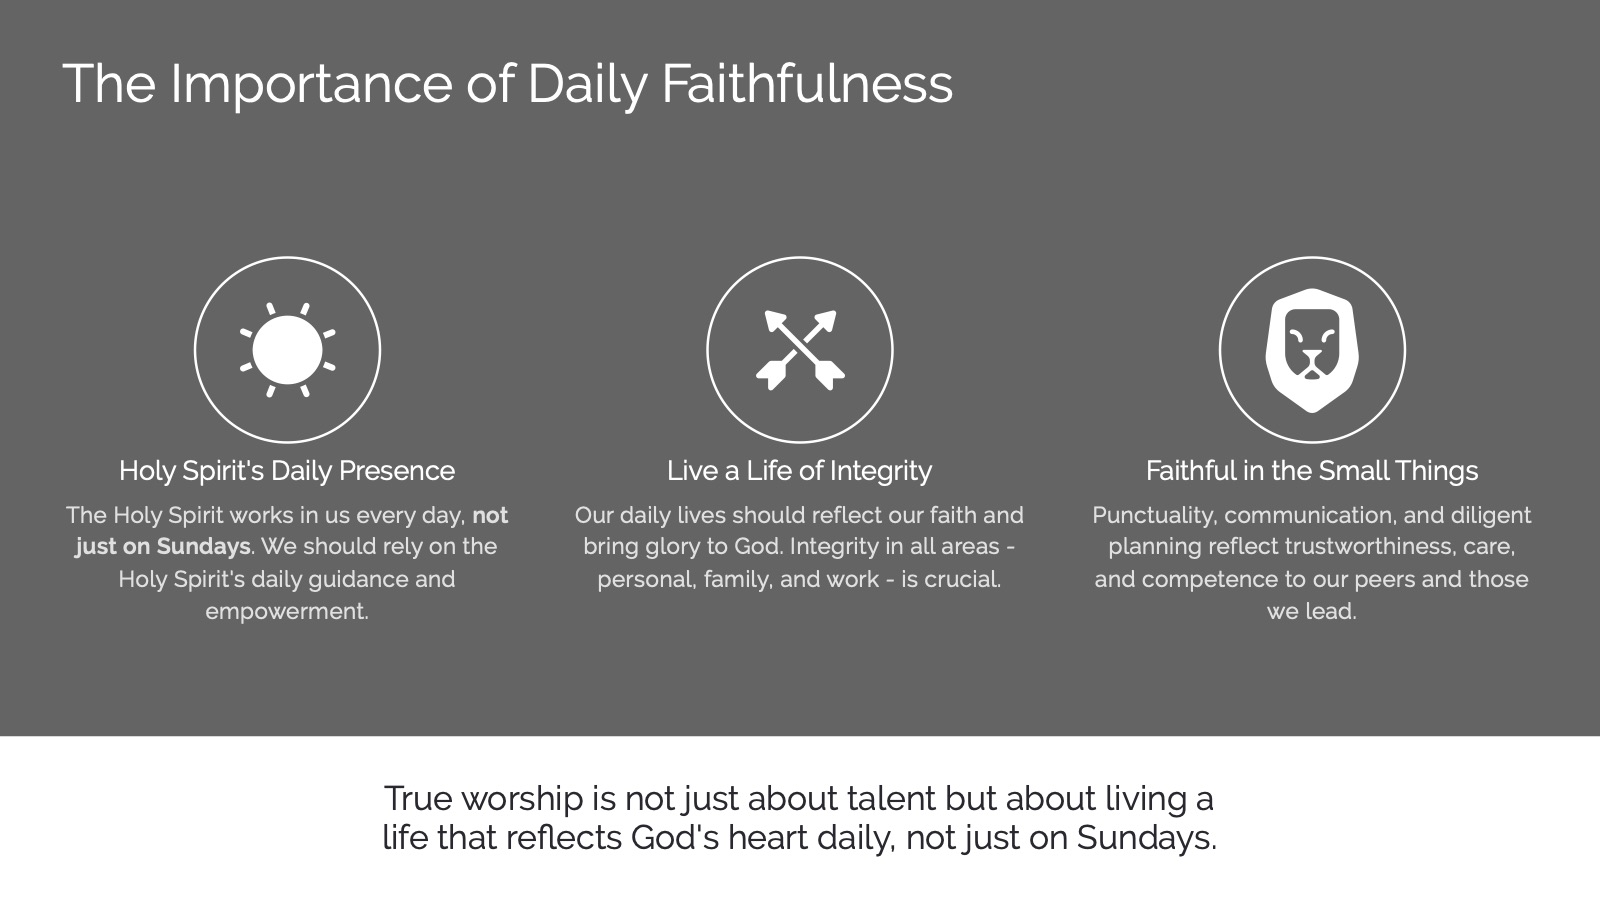 The Importance of Daily Faithfulness
Holy Spirit's Daily Presence
The Holy Spirit works in us every day, not
just on Sundays. We should rely on the
Holy Spirit's daily guidance and
empowerment.
Live a Life of Integrity
Our daily lives should reflect our faith and
bring glory to God. Integrity in all areas -
personal, family, and work - is crucial.
Faithful in the Small Things
Punctuality, communication, and diligent
planning reflect trustworthiness, care,
and competence to our peers and those
we lead.
True worship is not just about talent but about living a
life that reflects God's heart daily, not just on Sundays.